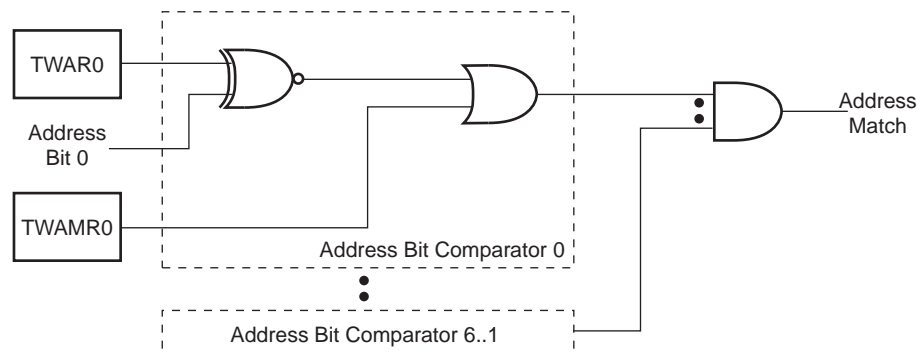 TWAR0
Address
Bit 0
TWAMR0
Address Bit Comparator 0
Address
Match
Address Bit Comparator 6..1